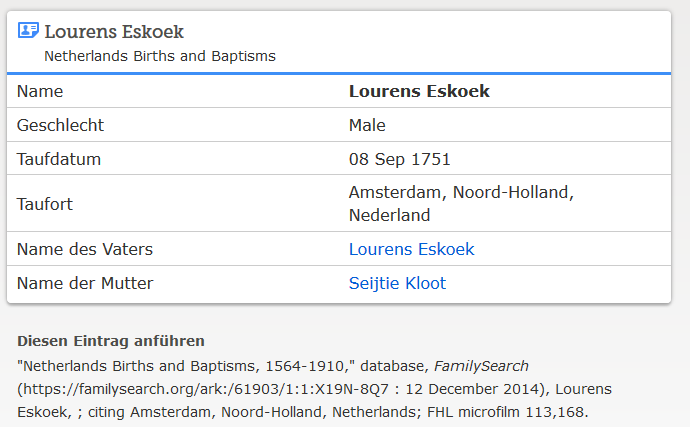 Lourens Eskoek
Netherlands Births and Baptisms
Name Lourens Eskoek
Geschlecht Male
Taufdatum 08 Sep 1751
Taufort Amsterdam, Noord-Holland,
Nederland
Name des Vaters Lourens Eskoek
Name der Mutter Seijtie Kloot
Diesen Eintrag anführen
"Netherlands Births and Baptisms, 1564-1910," database, FamilySearch
(https://familysearch.org/ark:/61903/1:1:X19N-8Q7 : 12 December 2014), Lourens
Eskoek, ; citing Amsterdam, Noord-Holland, Netherlands; FHL microfilm 113,168.